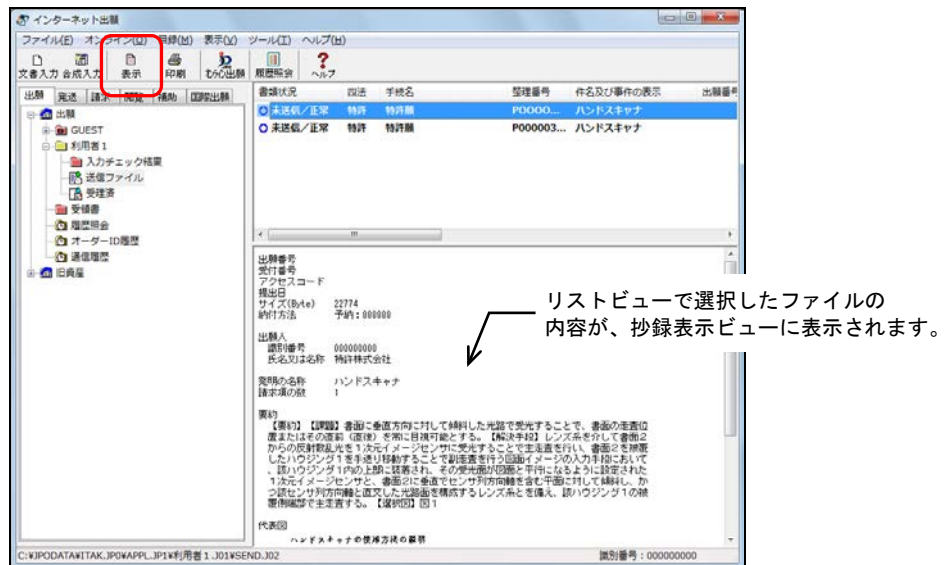 インターネット出願
ファイル(F) オンライン(O) 目録(M) 表示(V) ツール(T) ヘルプ(H)
文書入力 合成入力 表示 印刷 むらじ出願 履歴照会 ヘルプ
出願 発送 請求 閲覧 補助 国際出願
出願
GUEST
利用者1
入力チェック結果
送信ファイル
受理済
受領書
履歴照会
オーダーID履歴
通信履歴
旧資産
書類状況 四法 手続名 整理番号 件名及び事件の表示 出願番号
未送信/正常 特許 特許願 P0000... ハンドスキャナ
未送信/正常 特許 特許願 P000003... ハンドスキャナ
出願番号
受付番号
アクセスコード
提出日
サイズ(Byte) 22774
納付方法 予納:000000
出願人
識別番号 000000000
氏名又は名称 特許株式会社
発明の名称 ハンドスキャナ
請求項の数 1
要約
【要約】【課題】書面に垂直方向に対して傾斜した光路で受光することで、書面の走査位
置またはその直前(直後)を常に目視可能とする。【解決手段】レンズ系を介して書面2
からの反射散乱光を1次元イメージセンサに受光することで主走査を行い、書面2を被覆
したハウジング1を手送り移動することで副走査を行う図面イメージの入力手段において
、該ハウジング1内の上部に装着され、その受光面が図面と平行になるように設定された
1次元イメージセンサと、書面2に垂直でセンサ列方向軸を含む平面に対して傾斜し、か
つ該センサ列方向軸と直交した光路面を構成するレンズ系とを備え、該ハウジング1の被
覆側端部で主走査する。【選択図】図1
代表図
ハンドスキャナの使用方法の説明
リストビューで選択したファイルの
内容が、抄録表示ビューに表示されます。
C:¥JPODATA¥ITAK.JP0¥APPL.JP1¥利用者1.J01¥SEND.J02 識別番号:000000000